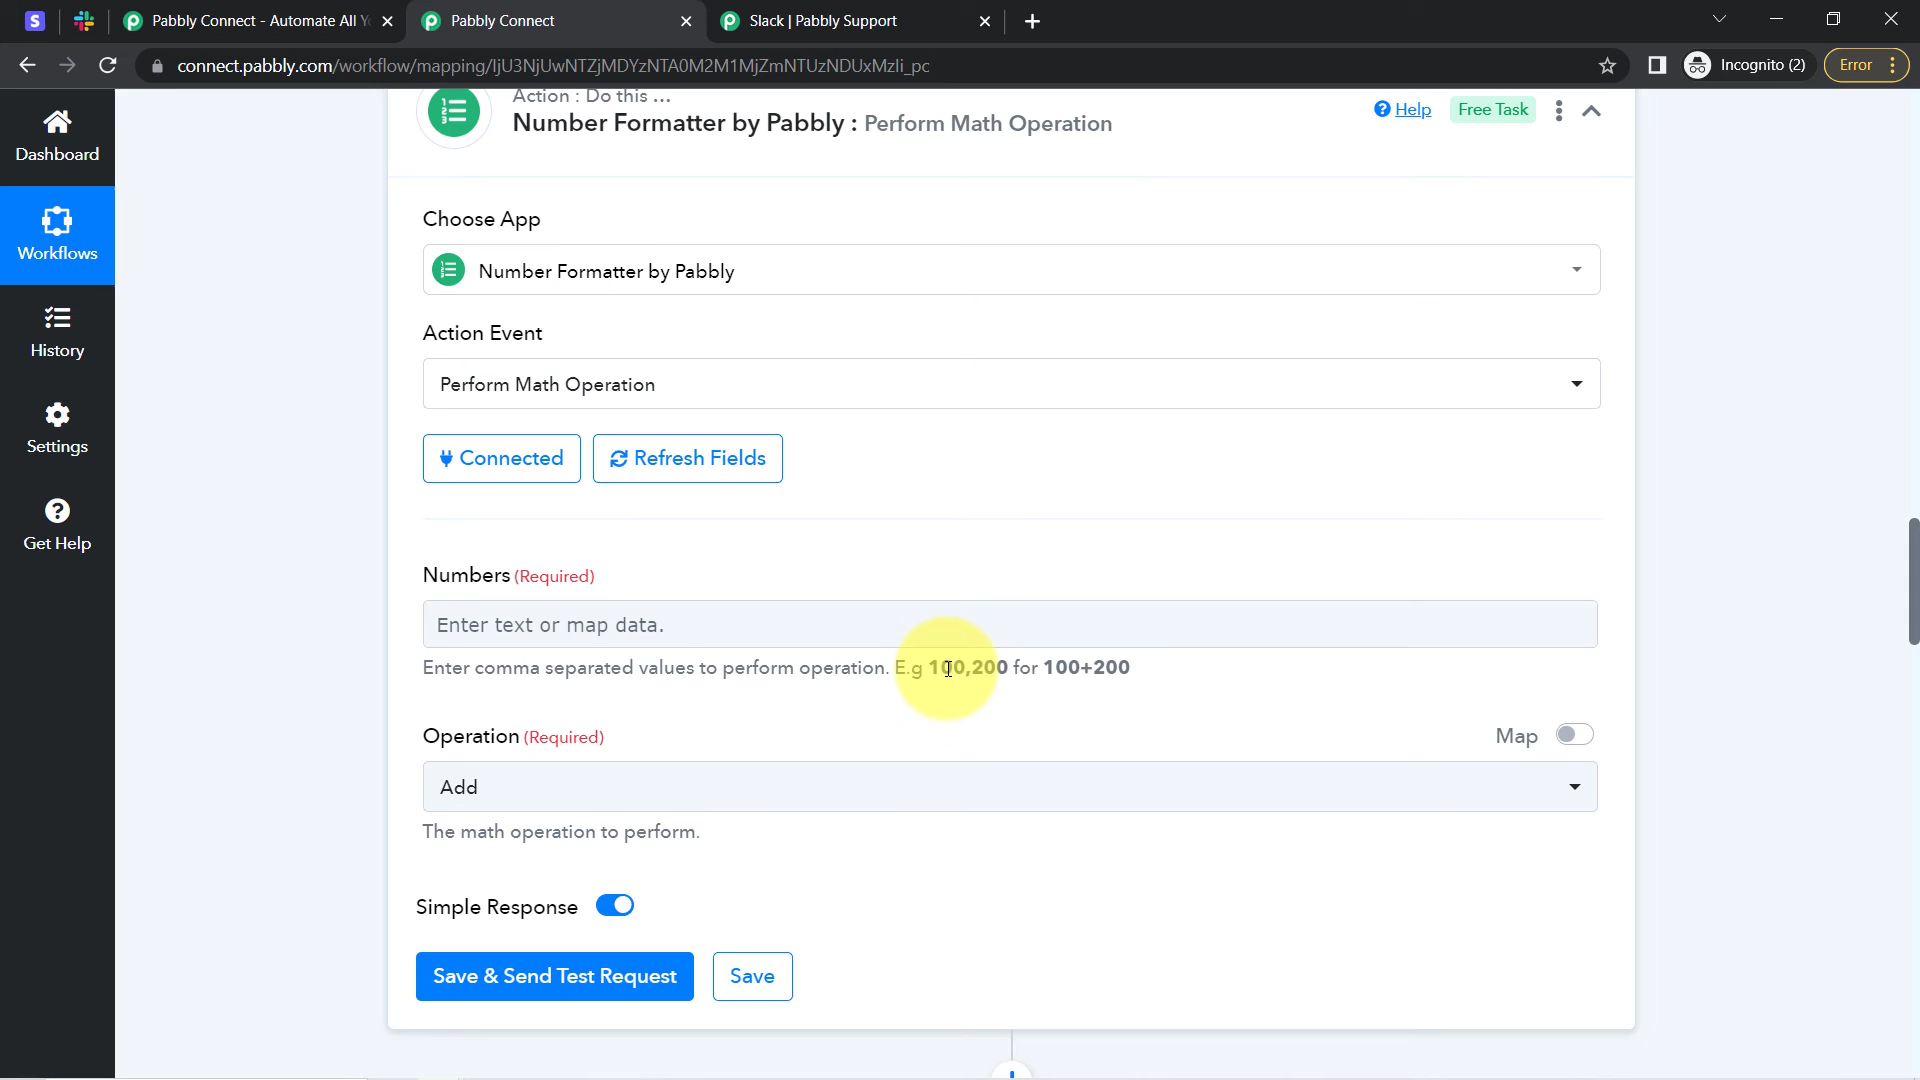 Pabbly Connect - Automate All Y
Pabbly Connect
Slack | Pabbly Support
connect.pabbly.com/workflow/mapping/IjU3NjUwNTZjMDYzNTA0M2M1MjZmNTUzNDUxMzIi_pc
Incognito (2)
Error
Dashboard
Workflows
History
Settings
Get Help
Action : Do this ...
Number Formatter by Pabbly : Perform Math Operation
Help
Free Task
Choose App
Number Formatter by Pabbly
Action Event
Perform Math Operation
Connected
Refresh Fields
Numbers (Required)
Enter text or map data.
Enter comma separated values to perform operation. E.g 100,200 for 100+200
Operation (Required)
Map
Add
The math operation to perform.
Simple Response
Save & Send Test Request
Save